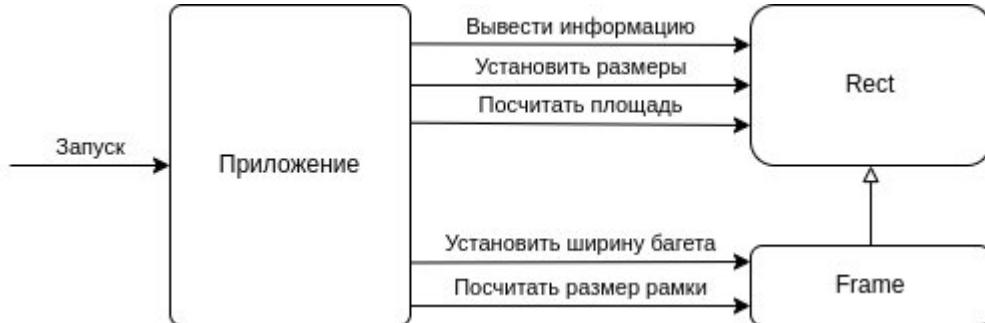 Вывести информацию
Установить размеры
Rect
Посчитать площадь
Запуск
Приложение
Установить ширину багета
Посчитать размер рамки
Frame